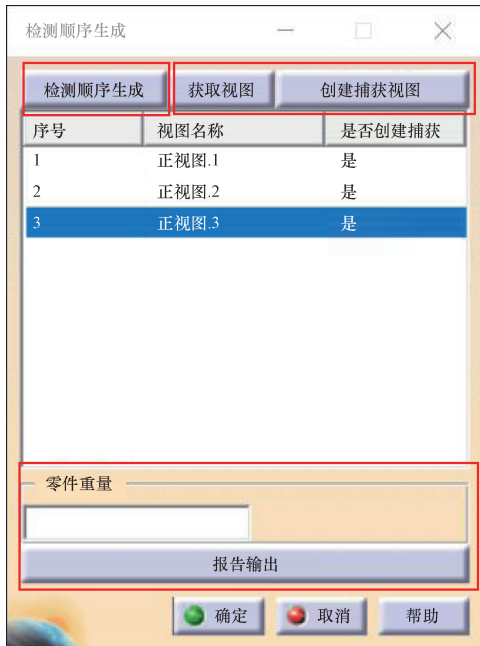 检测顺序生成
检测顺序生成 获取视图 创建捕获视图
序号 视图名称 是否创建捕获
1 正视图.1 是
2 正视图.2 是
3 正视图.3 是
零件重量
报告输出
确定 取消 帮助